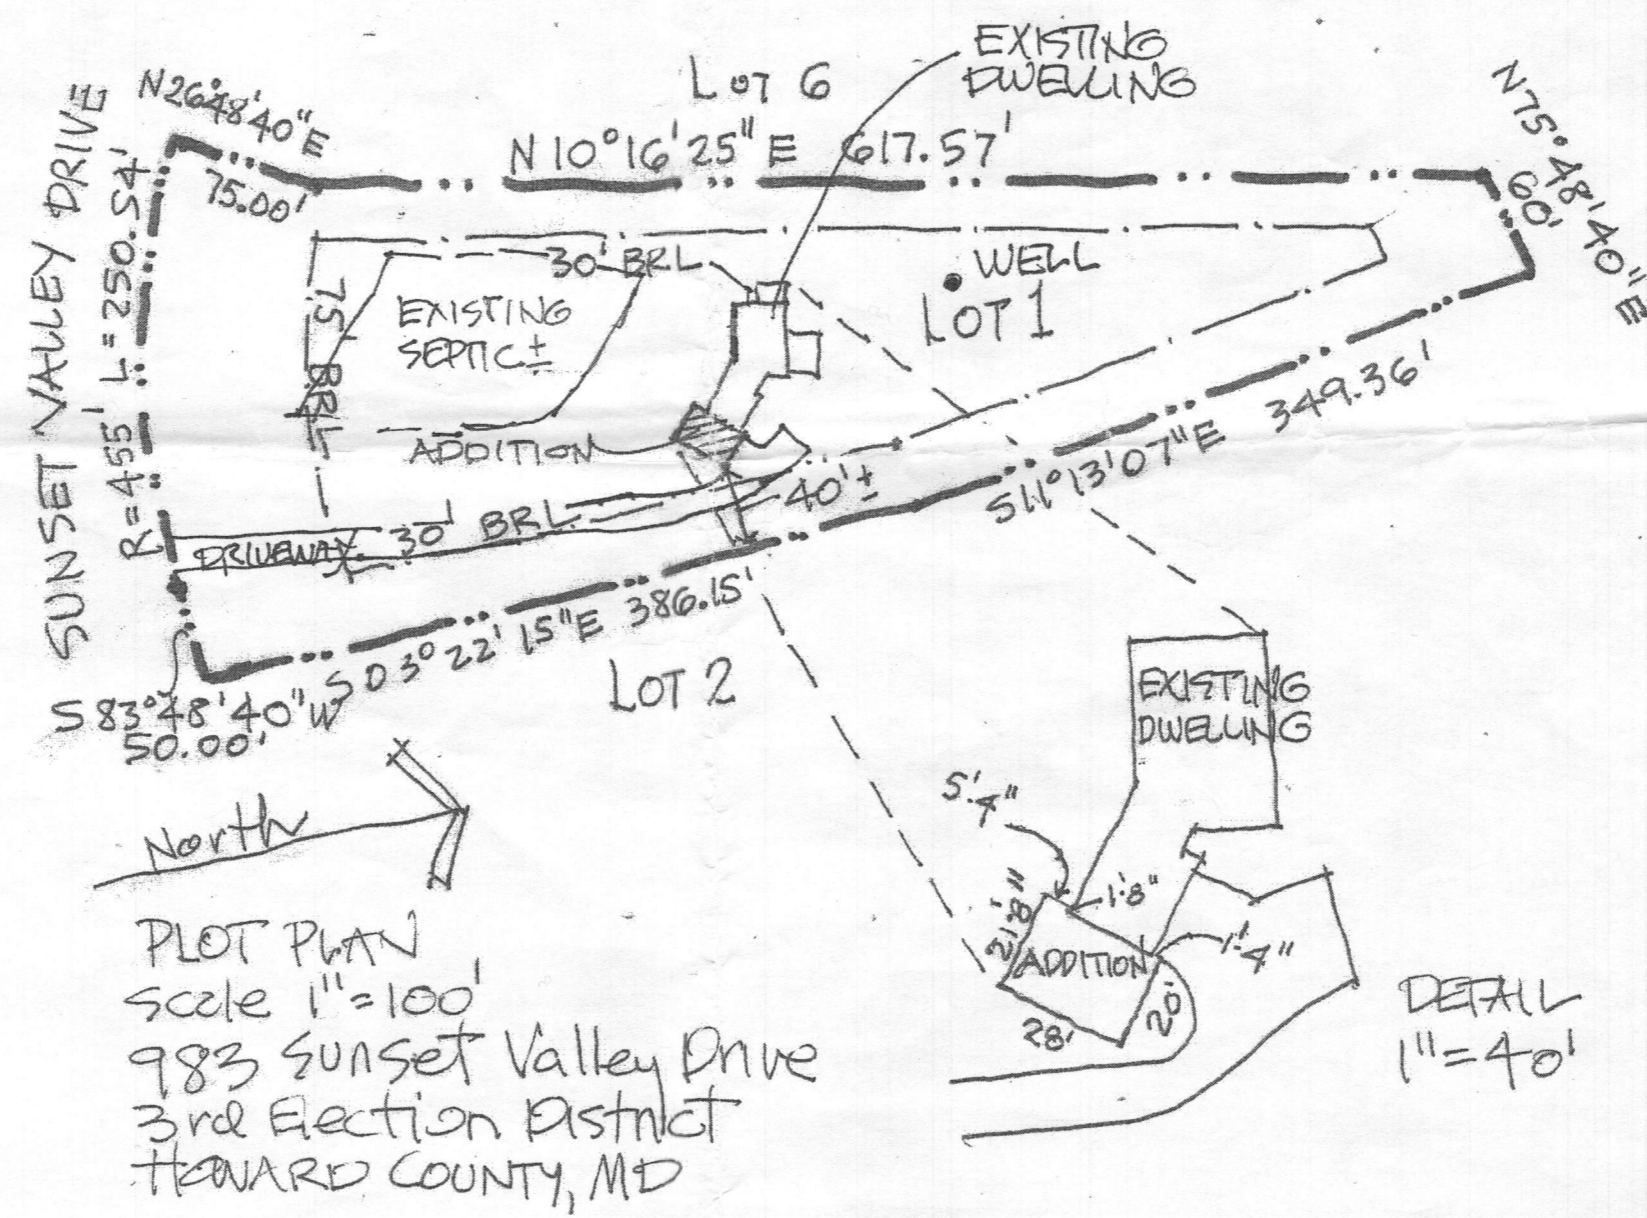 EXISTING
DWELLING
LOT 6
N26°48'40"E
75.00'
N10°16'25"E 617.57'
N75°48'40"E
60'
SUNSET VALLEY DRIVE
R=455' L=250.54'
30' BRL
WELL
LOT 1
75' BRL
EXISTING
SEPTIC±
ADDITION
349.36'
S11°13'07"E
40'±
30' BRL
DRIVEWAY
S03°22'15"E 386.15'
LOT 2
S83°48'40"W
50.00'
EXISTING
DWELLING
5'.4"
1'.8"
21'.8"
ADDITION
1'.4"
28'
20'
North
DETAIL
1"=40'
PLOT PLAN
scale 1"=100'
983 Sunset Valley Drive
3rd Election District
HOWARD COUNTY, MD